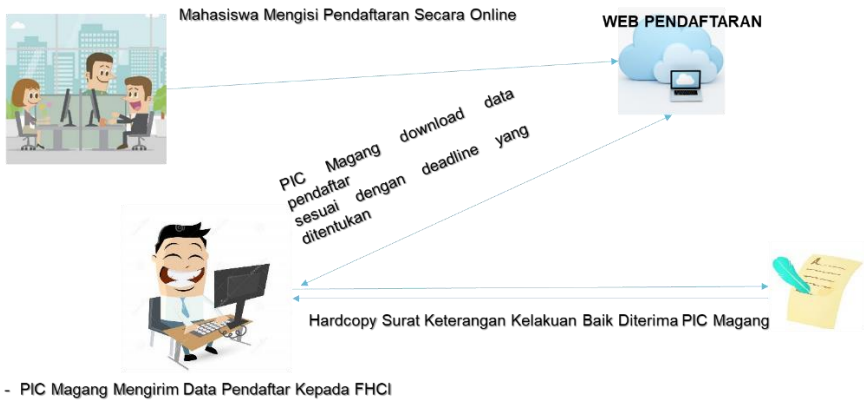 Mahasiswa Mengisi Pendaftaran Secara Online
WEB PENDAFTARAN
PIC Magang download data
pendaftar
sesuai dengan deadline yang
ditentukan
Hardcopy Surat Keterangan Kelakuan Baik Diterima PIC Magang
- PIC Magang Mengirim Data Pendaftar Kepada FHCI